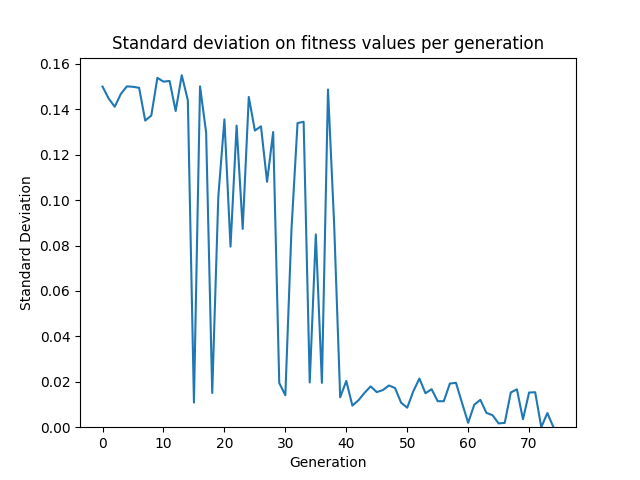 Standard deviation on fitness values per generation
0.16
0.14
0.12
0.10
0.08
0.06
0.04
0.02
0.00
Standard Deviation
0 10 20 30 40 50 60 70
Generation